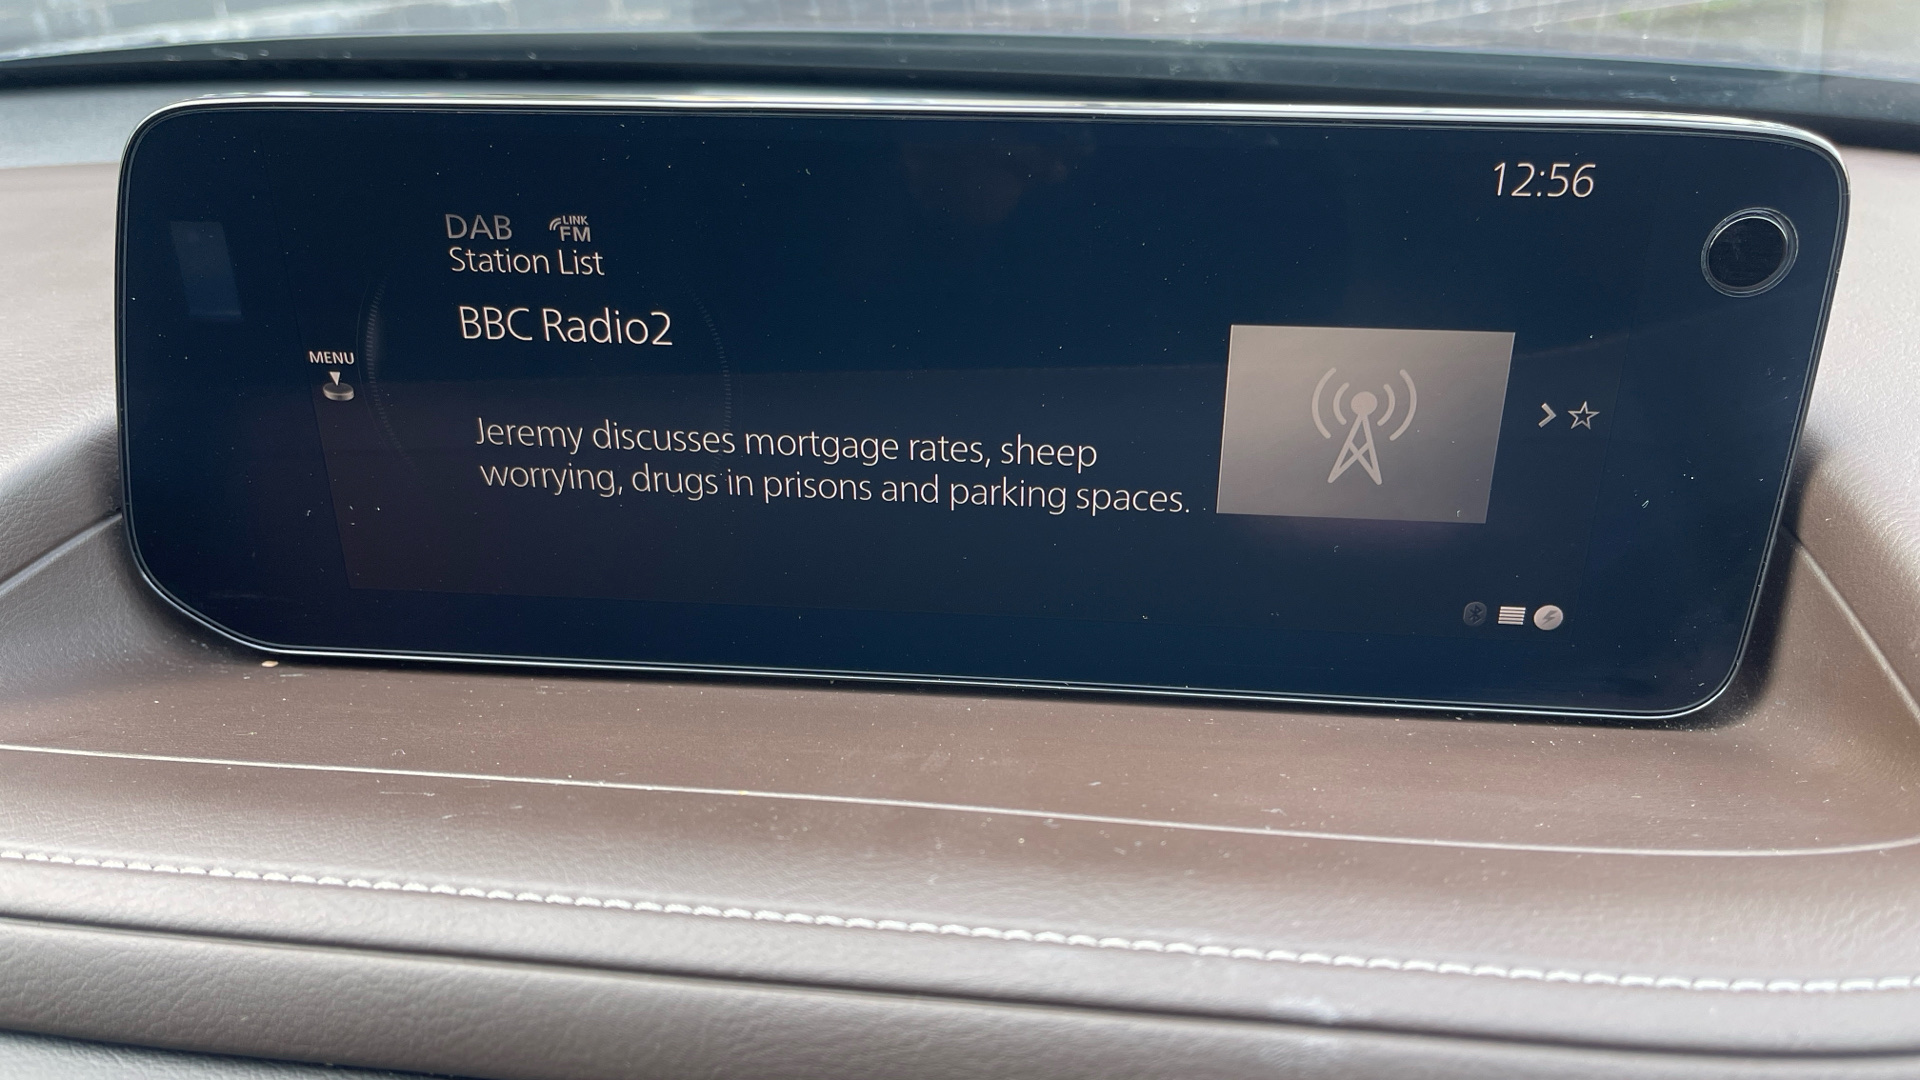 12:56
DAB LINK FM
Station List
BBC Radio2
MENU
Jeremy discusses mortgage rates, sheep
worrying, drugs in prisons and parking spaces.